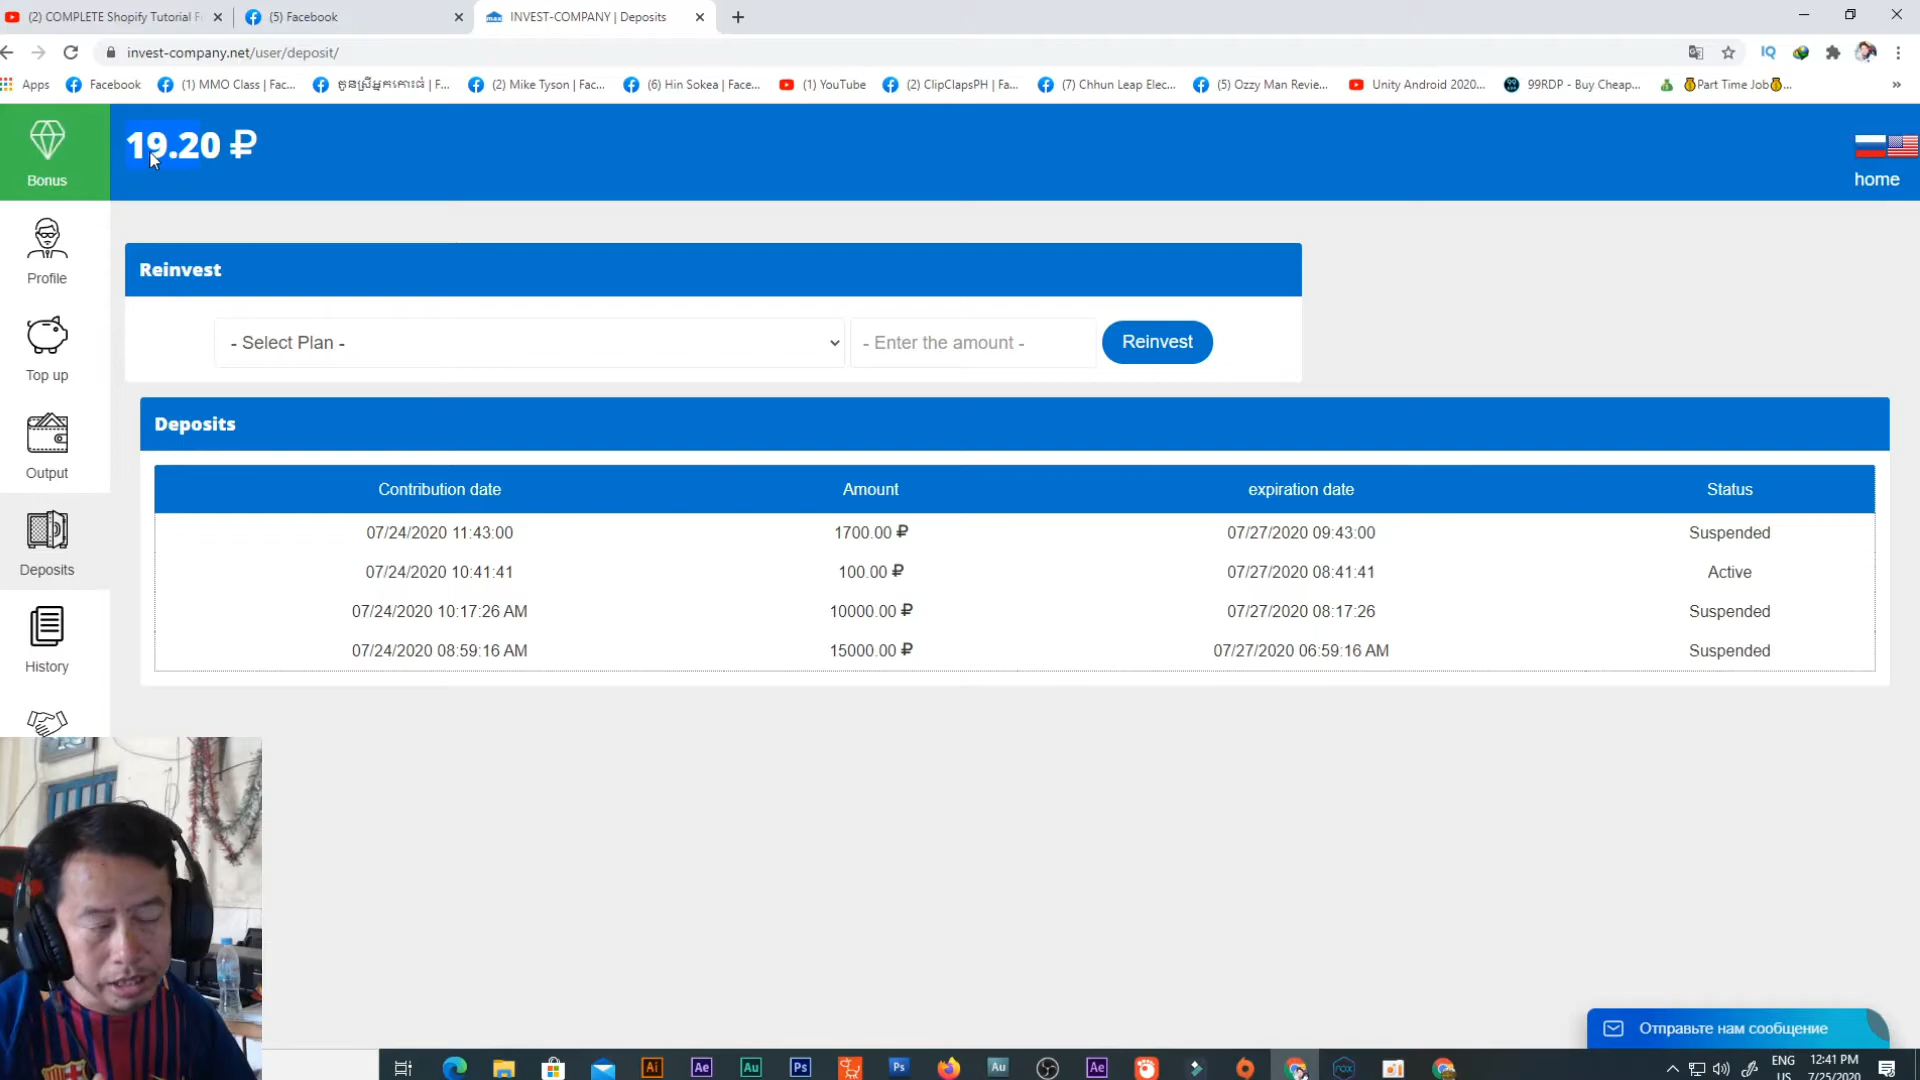 (2) COMPLETE Shopify Tutorial F
(5) Facebook
INVEST-COMPANY | Deposits
invest-company.net/user/deposit/
Apps
Facebook
(1) MMO Class | Fac...
(2) Mike Tyson | Fac...
(6) Hin Sokea | Face...
(1) YouTube
(2) ClipClapsPH | Fa...
(7) Chhun Leap Elec...
(5) Ozzy Man Revie...
Unity Android 2020...
99RDP - Buy Cheap...
Part Time Job...
19.20 ₽
home
Bonus
Profile
Top up
Output
Deposits
History
Reinvest
- Select Plan -
- Enter the amount -
Reinvest
Deposits
Contribution date Amount expiration date Status
07/24/2020 11:43:00 1700.00 ₽ 07/27/2020 09:43:00 Suspended
07/24/2020 10:41:41 100.00 ₽ 07/27/2020 08:41:41 Active
07/24/2020 10:17:26 AM 10000.00 ₽ 07/27/2020 08:17:26 Suspended
07/24/2020 08:59:16 AM 15000.00 ₽ 07/27/2020 06:59:16 AM Suspended
Отправьте нам сообщение
ENG
US
12:41 PM
7/25/2020